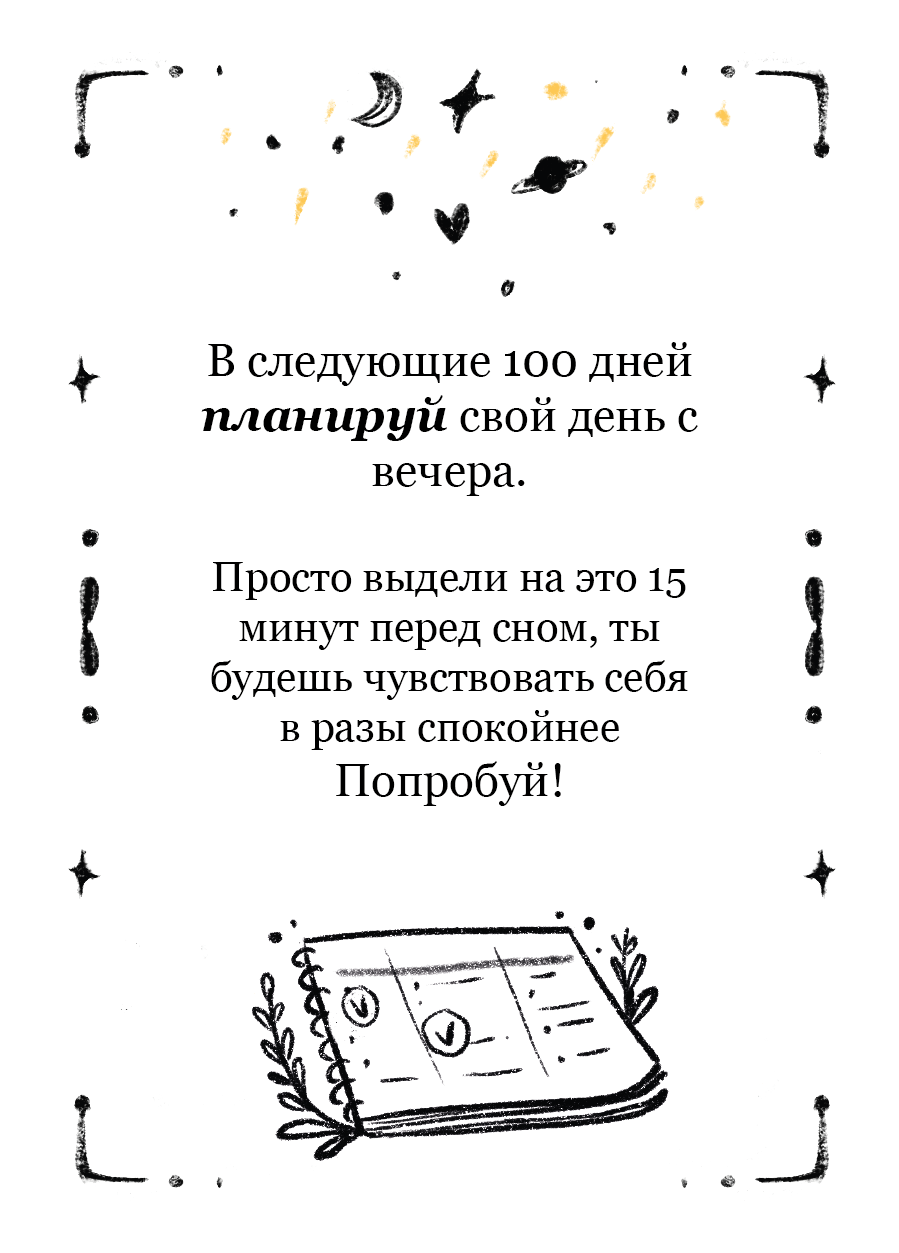 В следующие 100 дней
планируй свой день с
вечера.
Просто выдели на это 15
минут перед сном, ты
будешь чувствовать себя
в разы спокойнее
Попробуй!